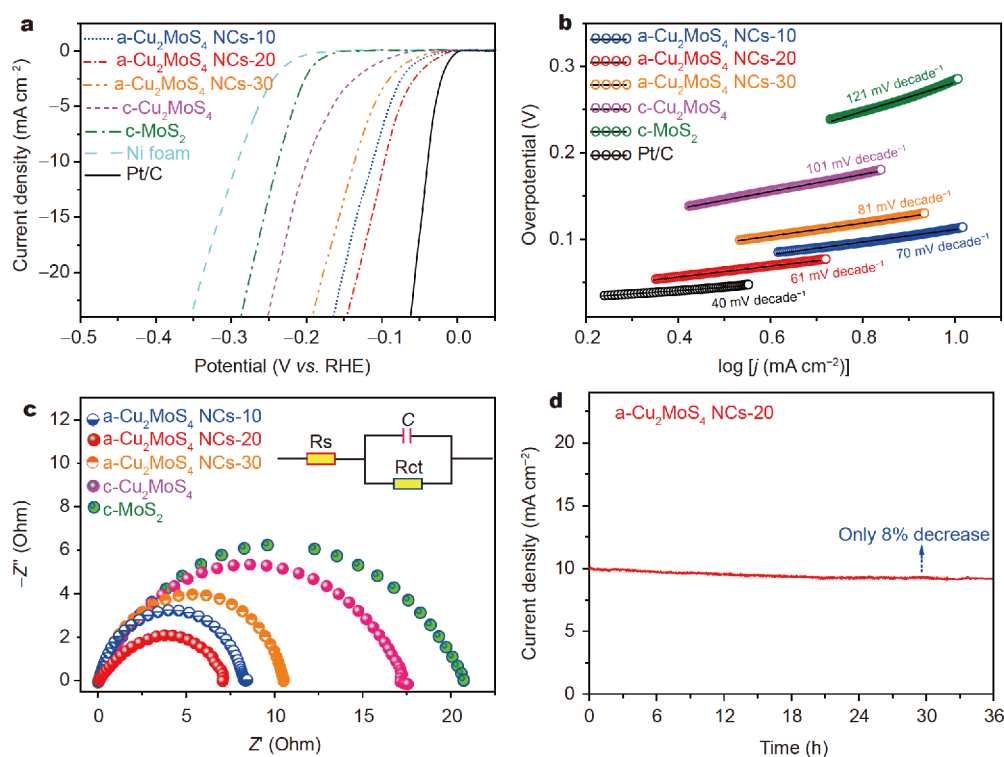 a
a-Cu₂MoS₄ NCs-10
a-Cu₂MoS₄ NCs-20
a-Cu₂MoS₄ NCs-30
c-Cu₂MoS₄
c-MoS₂
Ni foam
Pt/C
Current density (mA cm⁻²)
0
−5
−10
−15
−20
−0.5
−0.4
−0.3
−0.2
−0.1
0.0
Potential (V vs. RHE)
b
a-Cu₂MoS₄ NCs-10
a-Cu₂MoS₄ NCs-20
a-Cu₂MoS₄ NCs-30
c-Cu₂MoS₄
c-MoS₂
Pt/C
121 mV decade⁻¹
101 mV decade⁻¹
81 mV decade⁻¹
70 mV decade⁻¹
61 mV decade⁻¹
40 mV decade⁻¹
Overpotential (V)
0.3
0.2
0.1
0.2
0.4
0.6
0.8
1.0
log [j (mA cm⁻²)]
c
a-Cu₂MoS₄ NCs-10
a-Cu₂MoS₄ NCs-20
a-Cu₂MoS₄ NCs-30
c-Cu₂MoS₄
c-MoS₂
Rs
C
Rct
−Z'' (Ohm)
12
10
8
6
4
2
0
0
5
10
15
20
Z' (Ohm)
d
a-Cu₂MoS₄ NCs-20
Only 8% decrease
Current density (mA cm⁻²)
20
15
10
5
0
0
6
12
18
24
30
36
Time (h)